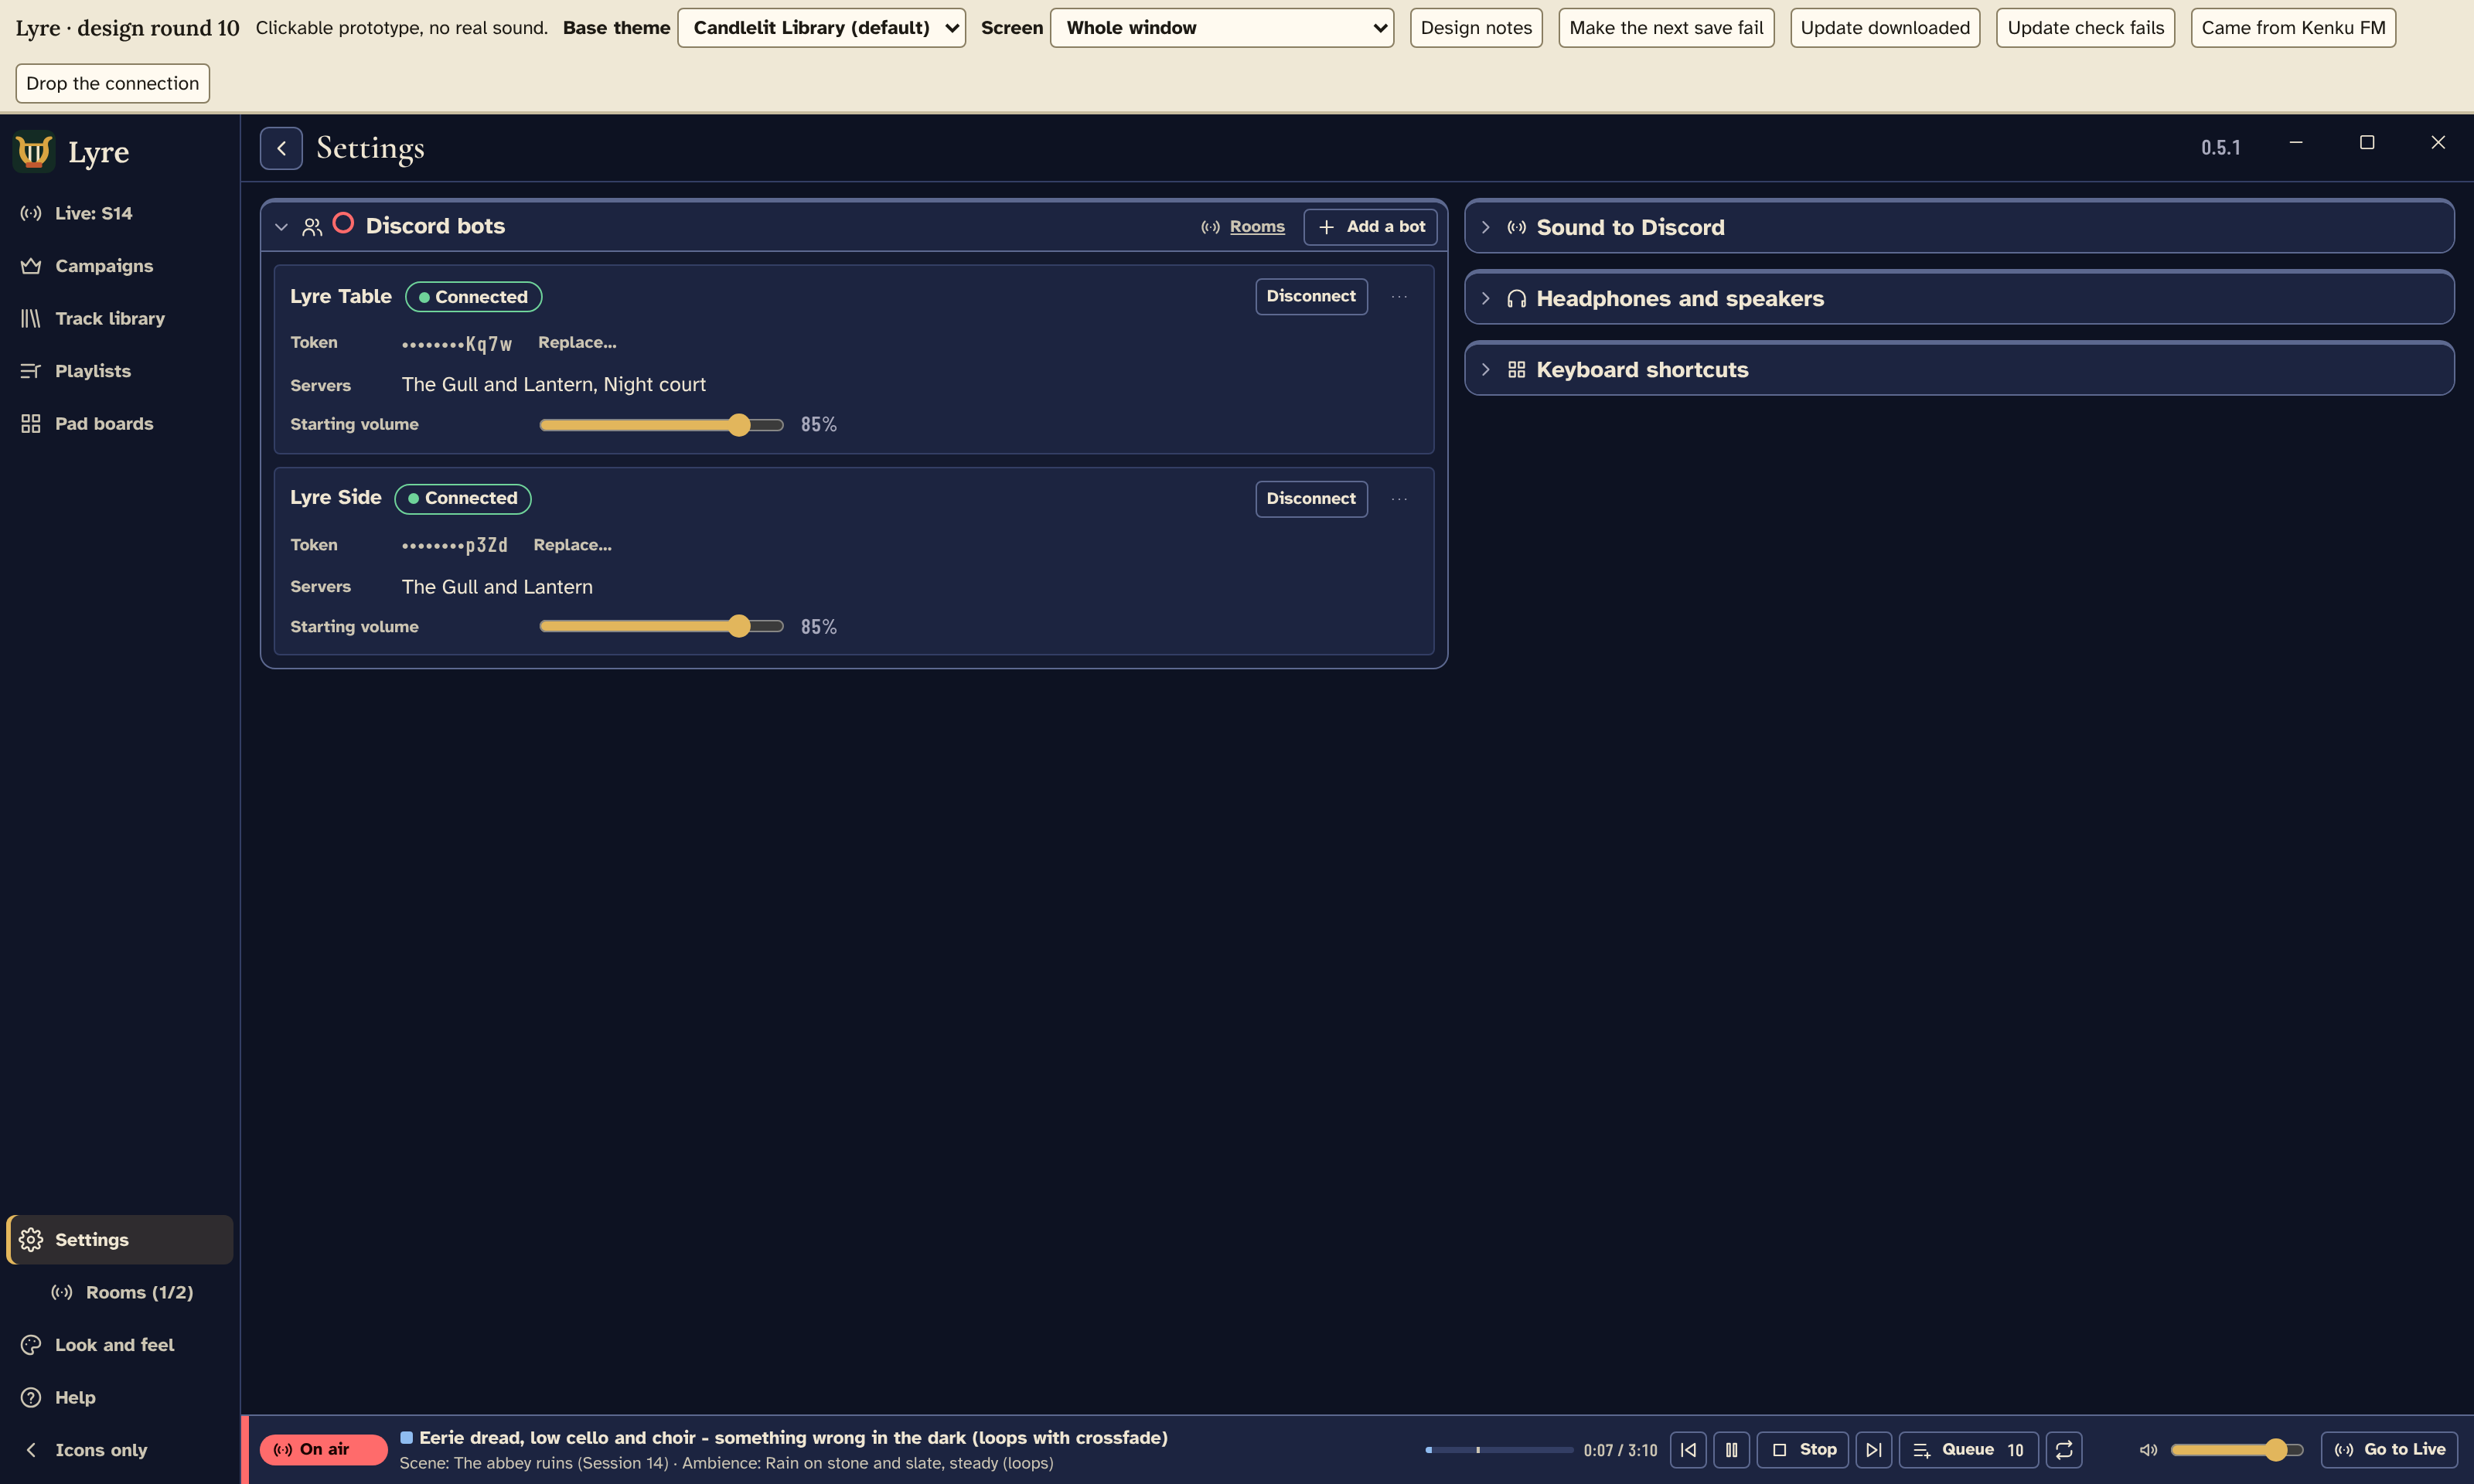 Lyre · design round 10 Clickable prototype, no real sound. Base theme Candlelit Library (default) Screen Whole window Design notes Make the next save fail Update downloaded Update check fails Came from Kenku FM
Drop the connection
Lyre
Live: S14
Campaigns
Track library
Playlists
Pad boards
Settings
Rooms (1/2)
Look and feel
Help
Icons only
Settings 0.5.1
Discord bots Rooms Add a bot
Lyre Table Connected Disconnect ...
Token ••••••••Kq7w Replace...
Servers The Gull and Lantern, Night court
Starting volume 85%
Lyre Side Connected Disconnect ...
Token ••••••••p3Zd Replace...
Servers The Gull and Lantern
Starting volume 85%
Sound to Discord
Headphones and speakers
Keyboard shortcuts
On air Eerie dread, low cello and choir - something wrong in the dark (loops with crossfade)
Scene: The abbey ruins (Session 14) · Ambience: Rain on stone and slate, steady (loops)
0:07 / 3:10 Stop Queue 10 Go to Live